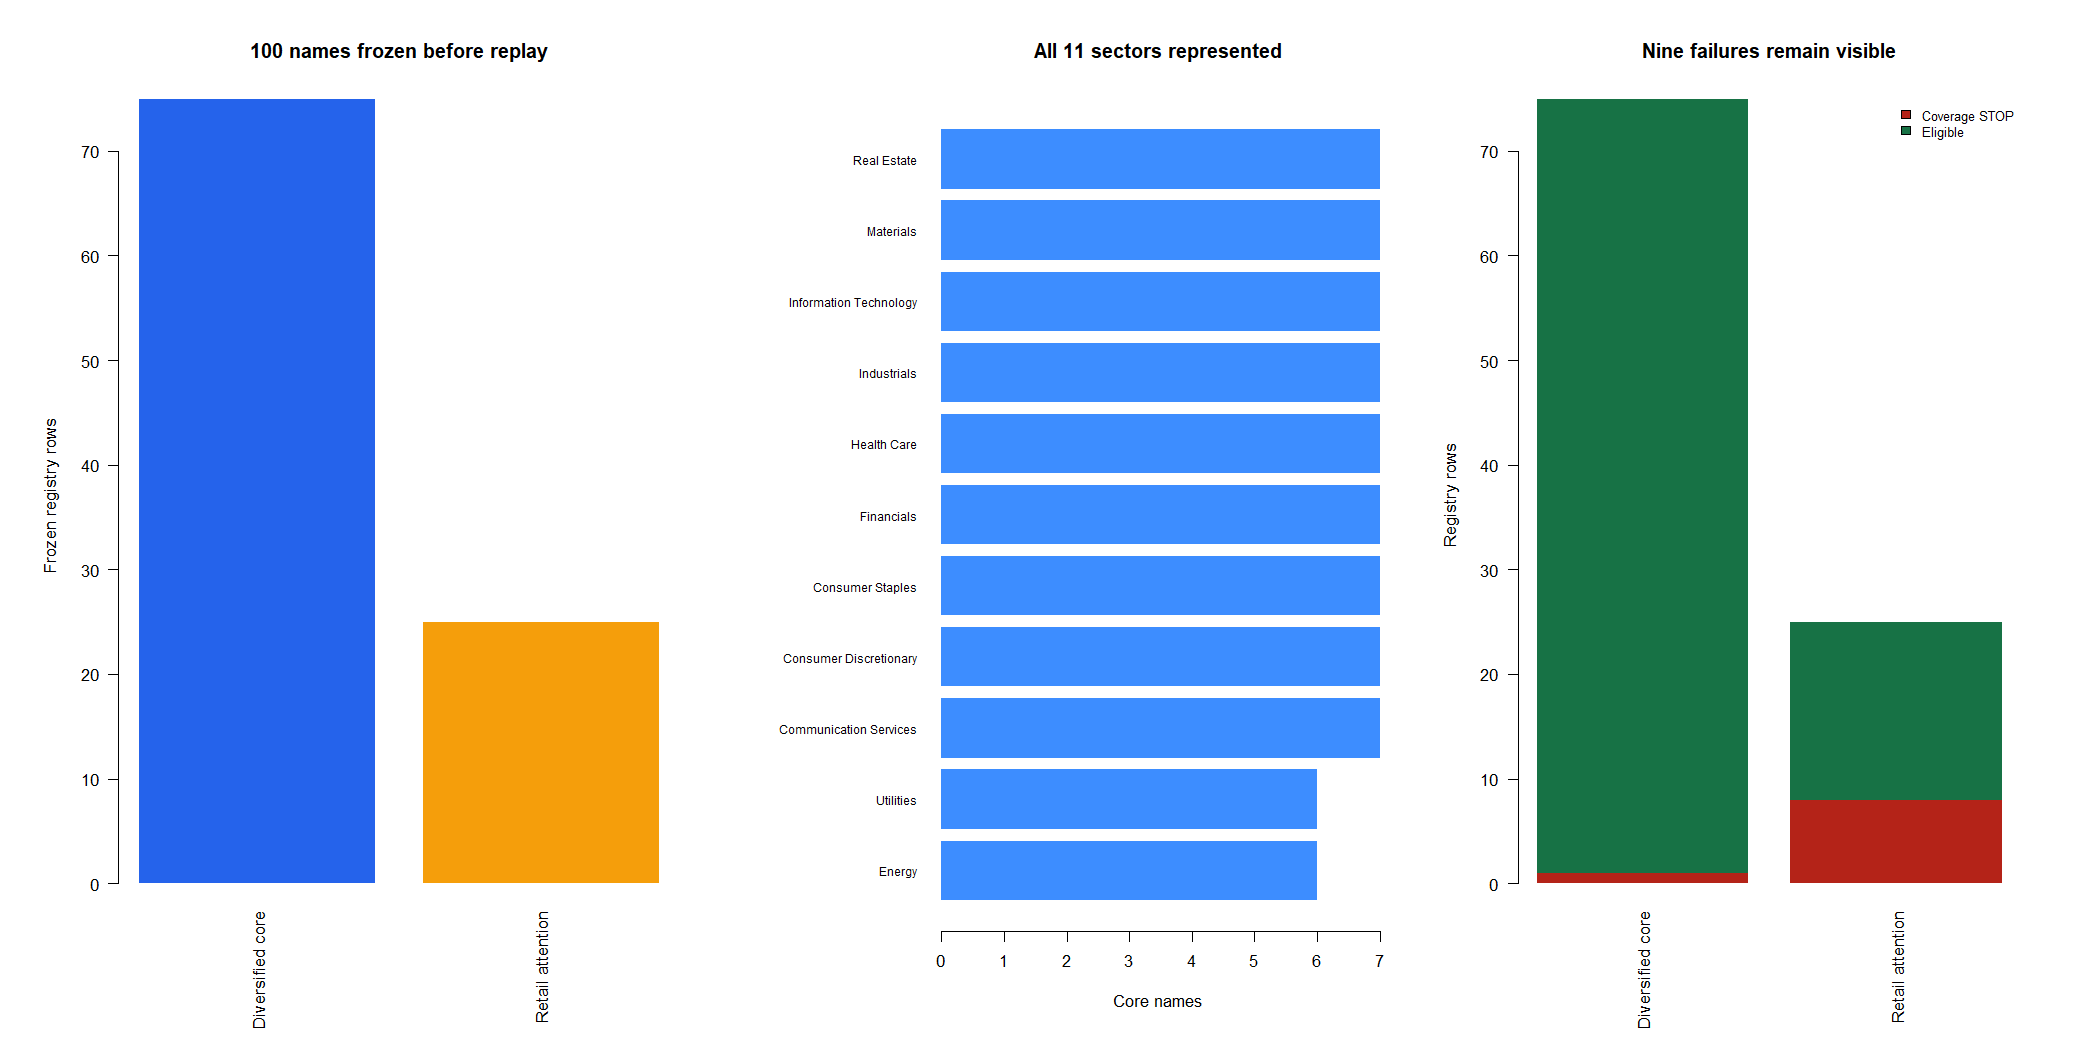 100 names frozen before replay
Frozen registry rows
70
60
50
40
30
20
10
0
Diversified core
Retail attention
All 11 sectors represented
Real Estate
Materials
Information Technology
Industrials
Health Care
Financials
Consumer Staples
Consumer Discretionary
Communication Services
Utilities
Energy
0 1 2 3 4 5 6 7
Core names
Nine failures remain visible
Coverage STOP
Eligible
Registry rows
70
60
50
40
30
20
10
0
Diversified core
Retail attention